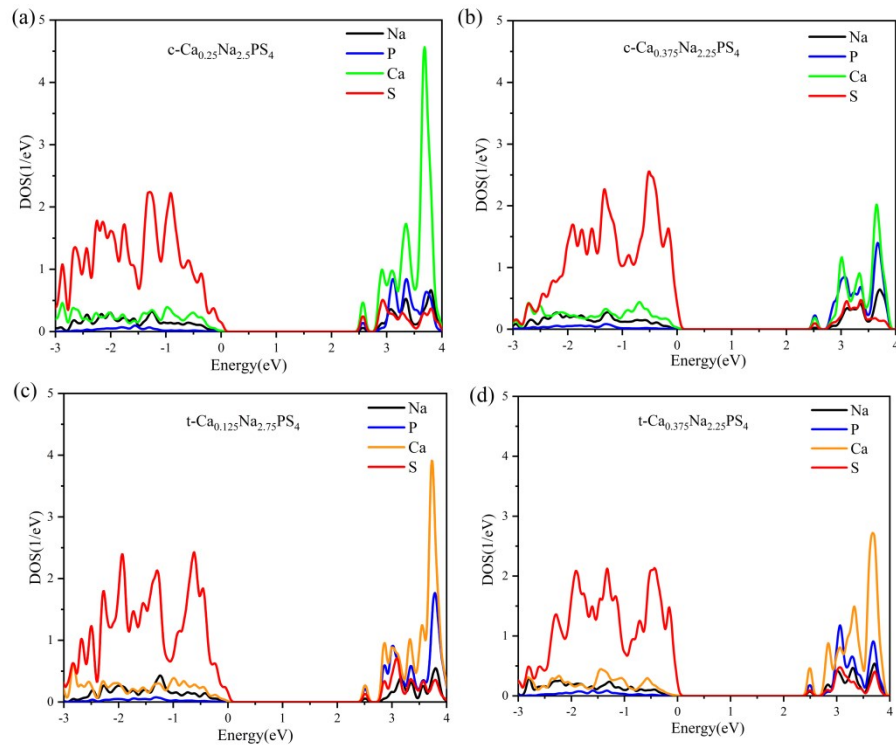 (a)
c-Ca0.25Na2.5PS4
Na
P
Ca
S
DOS(1/eV)
5
4
3
2
1
0
-3 -2 -1 0 1 2 3 4
Energy(eV)
(b)
c-Ca0.375Na2.25PS4
Na
P
Ca
S
DOS(1/eV)
5
4
3
2
1
0
-3 -2 -1 0 1 2 3 4
Energy(eV)
(c)
t-Ca0.125Na2.75PS4
Na
P
Ca
S
DOS(1/eV)
5
4
3
2
1
0
-3 -2 -1 0 1 2 3 4
Energy(eV)
(d)
t-Ca0.375Na2.25PS4
Na
P
Ca
S
DOS(1/eV)
5
4
3
2
1
0
-3 -2 -1 0 1 2 3 4
Energy(eV)